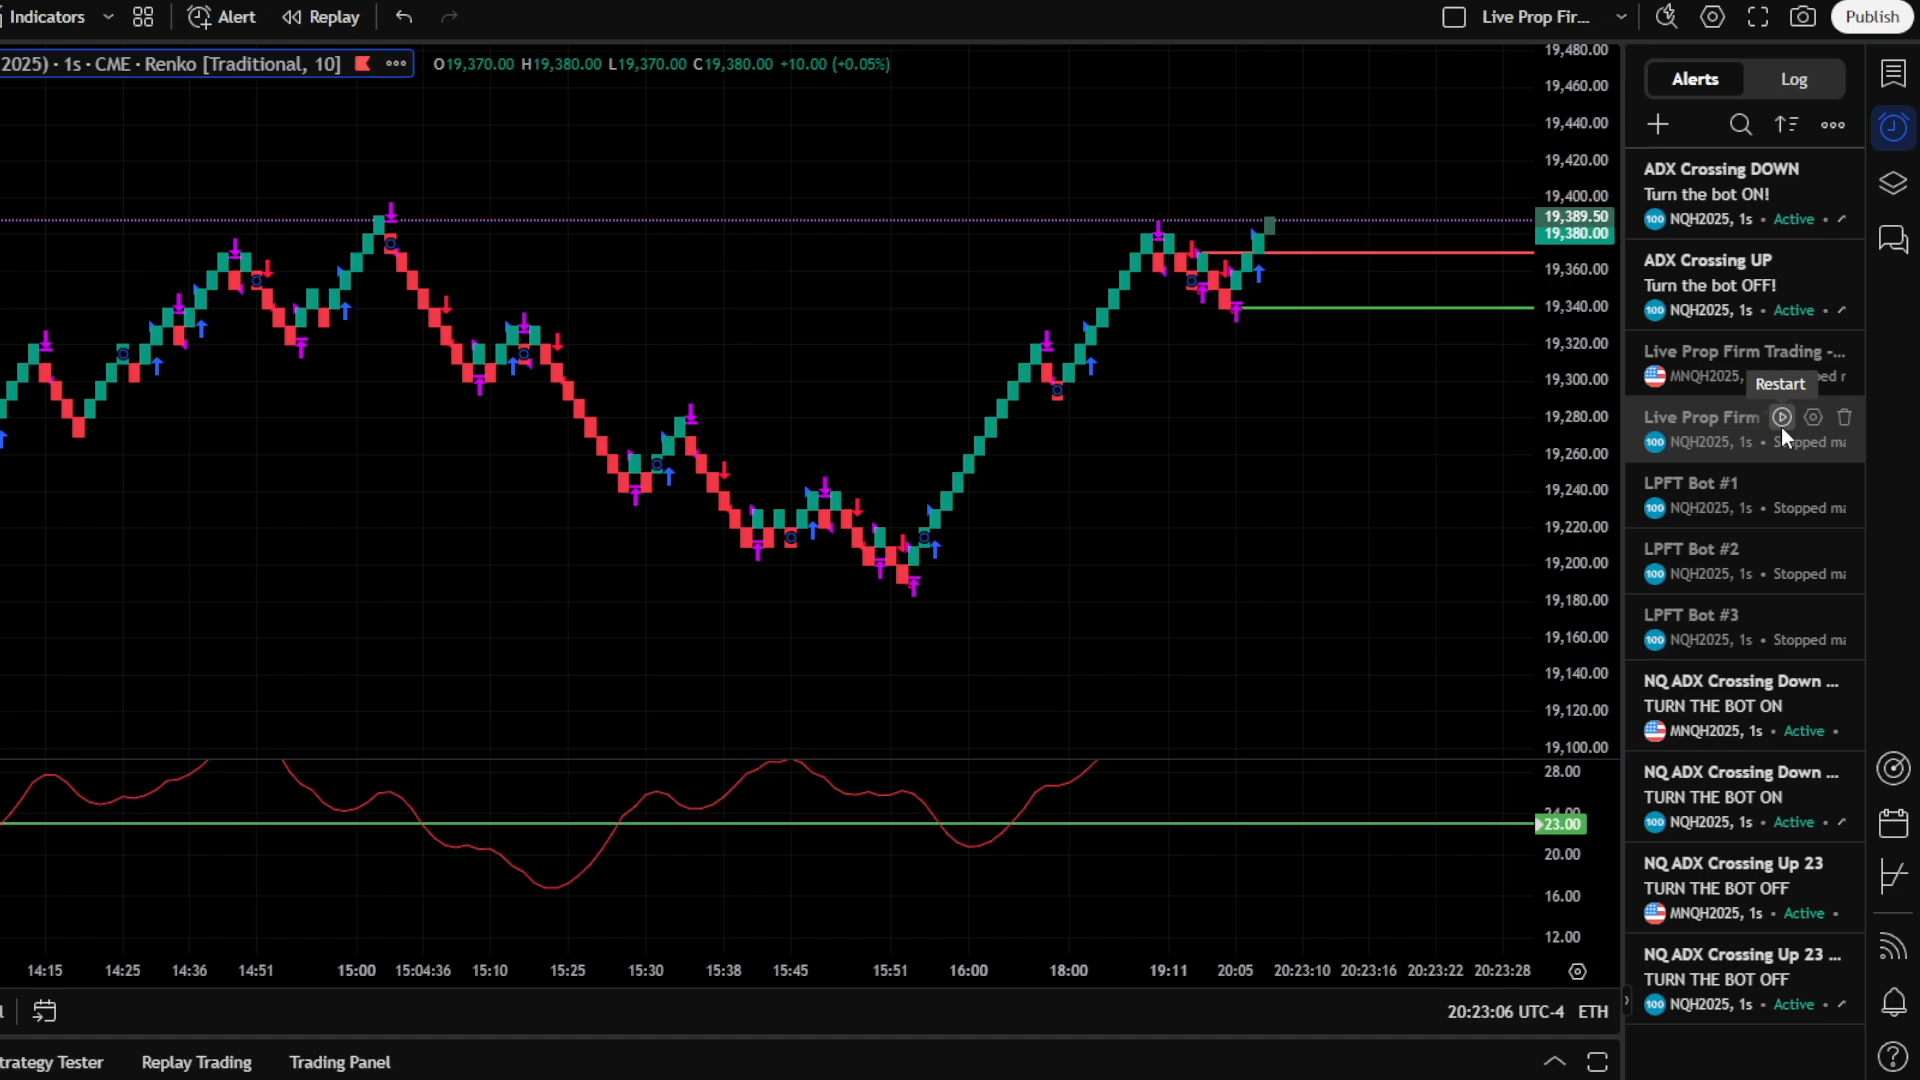 Indicators
Alert
Replay
Live Prop Fir...
Publish
2025) · 1s · CME · Renko [Traditional, 10]
O19,370.00 H19,380.00 L19,370.00 C19,380.00 +10.00 (+0.05%)
19,480.00
19,460.00
19,440.00
19,420.00
19,400.00
19,389.50
19,380.00
19,360.00
19,340.00
19,320.00
19,300.00
19,280.00
19,260.00
19,240.00
19,220.00
19,200.00
19,180.00
19,160.00
19,140.00
19,120.00
19,100.00
28.00
24.00
23.00
20.00
16.00
12.00
14:15 14:25 14:36 14:51 15:00 15:04:36 15:10 15:25 15:30 15:38 15:45 15:51 16:00 18:00 19:11 20:05 20:23:10 20:23:16 20:23:22 20:23:28
20:23:06 UTC-4 ETH
trategy Tester
Replay Trading
Trading Panel
Alerts
Log
ADX Crossing DOWN
Turn the bot ON!
100 NQH2025, 1s • Active •
ADX Crossing UP
Turn the bot OFF!
100 NQH2025, 1s • Active •
Live Prop Firm Trading -...
MNQH2025,
Restart
Live Prop Firm
100 NQH2025, 1s • Stopped ma
LPFT Bot #1
100 NQH2025, 1s • Stopped ma
LPFT Bot #2
100 NQH2025, 1s • Stopped ma
LPFT Bot #3
100 NQH2025, 1s • Stopped ma
NQ ADX Crossing Down ...
TURN THE BOT ON
MNQH2025, 1s • Active •
NQ ADX Crossing Down ...
TURN THE BOT ON
100 NQH2025, 1s • Active •
NQ ADX Crossing Up 23
TURN THE BOT OFF
MNQH2025, 1s • Active •
NQ ADX Crossing Up 23 ...
TURN THE BOT OFF
100 NQH2025, 1s • Active •